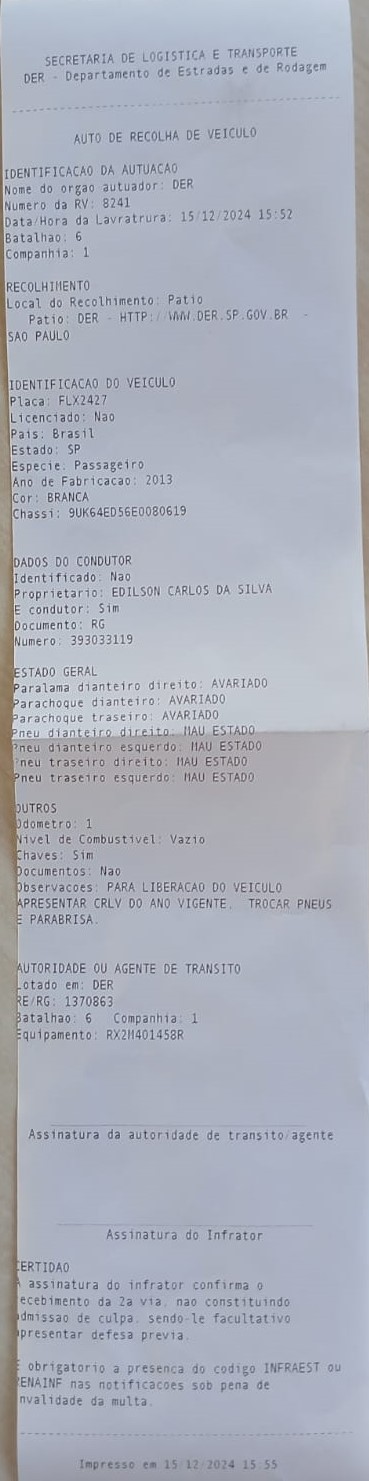 SECRETARIA DE LOGISTICA E TRANSPORTE
DER - Departamento de Estradas e de Rodagem
AUTO DE RECOLHA DE VEICULO
IDENTIFICACAO DA AUTUACAO
Nome do orgao autuador: DER
Numero da RV: 8241
Data/Hora da Lavratrura: 15/12/2024 15:52
Batalhao: 6
Companhia: 1
RECOLHIMENTO
Local do Recolhimento: Patio
Patio: DER - HTTP://WWW.DER.SP.GOV.BR -
SAO PAULO
IDENTIFICACAO DO VEICULO
Placa: FLX2427
Licenciado: Nao
Pais: Brasil
Estado: SP
Especie: Passageiro
Ano de Fabricacao: 2013
Cor: BRANCA
Chassi: 9UK64ED56E0080619
DADOS DO CONDUTOR
Identificado: Nao
Proprietario: EDILSON CARLOS DA SILVA
E condutor: Sim
Documento: RG
Numero: 393033119
ESTADO GERAL
Paralama dianteiro direito: AVARIADO
Parachoque dianteiro: AVARIADO
Parachoque traseiro: AVARIADO
Pneu dianteiro direito: MAU ESTADO
Pneu dianteiro esquerdo: MAU ESTADO
Pneu traseiro direito: MAU ESTADO
Pneu traseiro esquerdo: MAU ESTADO
OUTROS
Odometro: 1
Nivel de Combustivel: Vazio
Chaves: Sim
Documentos: Nao
Observacoes: PARA LIBERACAO DO VEICULO
APRESENTAR CRLV DO ANO VIGENTE. TROCAR PNEUS
E PARABRISA.
AUTORIDADE OU AGENTE DE TRANSITO
Lotado em: DER
RE/RG: 1370863
Batalhao: 6 Companhia: 1
Equipamento: RX2M401458R
Assinatura da autoridade de transito/agente
Assinatura do Infrator
CERTIDAO
A assinatura do infrator confirma o
recebimento da 2a via, nao constituindo
admissao de culpa, sendo-le facultativo
apresentar defesa previa.
E obrigatorio a presenca do codigo INFRAEST ou
RENAINF nas notificacoes sob pena de
invalidade da multa.
Impresso em 15/12/2024 15:55